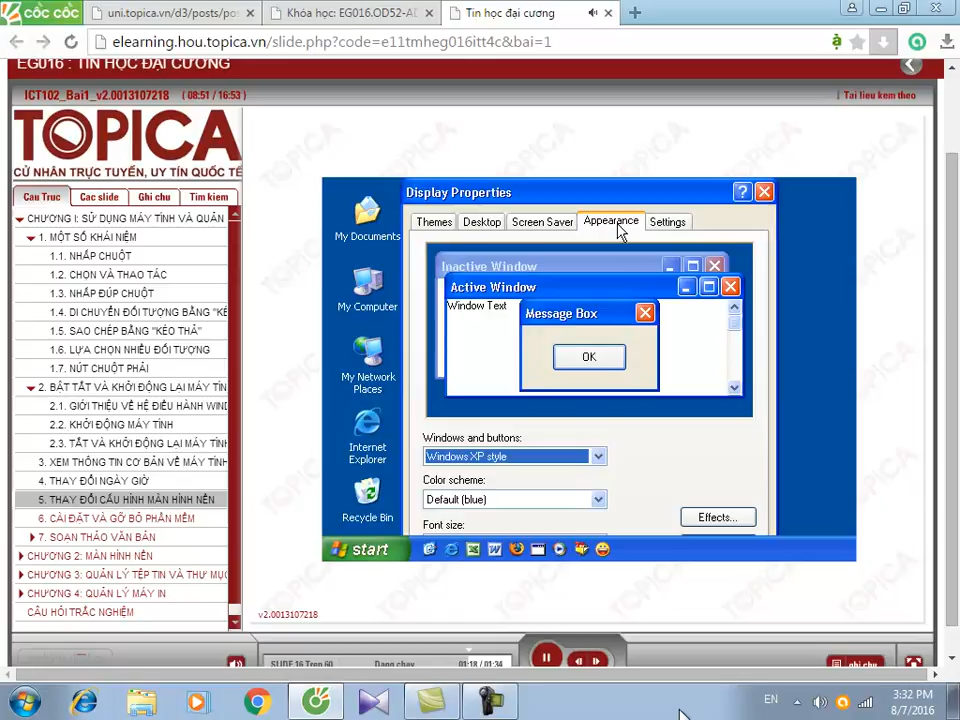 cốc cốc
uni.topica.vn/d3/posts/po
Khóa học: EG016.OD52-AD
Tin học đại cương
elearning.hou.topica.vn/slide.php?code=e11tmheg016itt4c&bai=1
EG016 : TIN HỌC ĐẠI CƯƠNG
ICT102_Bai1_v2.0013107218 ( 08:51 / 16:53 )
Tai lieu kem theo
TOPICA
CỬ NHÂN TRỰC TUYẾN, UY TÍN QUỐC TẾ
Cau Truc
Cac slide
Ghi chu
Tim kiem
CHƯƠNG I: SỬ DỤNG MÁY TÍNH VÀ QUẢN
1. MỘT SỐ KHÁI NIỆM
1.1. NHẮP CHUỘT
1.2. CHỌN VÀ THAO TÁC
1.3. NHẮP ĐÚP CHUỘT
1.4. DI CHUYỂN ĐỐI TƯỢNG BẰNG "KÉ
1.5. SAO CHÉP BẰNG "KÉO THẢ"
1.6. LỰA CHỌN NHIỀU ĐỐI TƯỢNG
1.7. NÚT CHUỘT PHẢI
2. BẬT TẮT VÀ KHỞI ĐỘNG LẠI MÁY TÍN
2.1. GIỚI THIỆU VỀ HỆ ĐIỀU HÀNH WIN
2.2. KHỞI ĐỘNG MÁY TÍNH
2.3. TẮT VÀ KHỞI ĐỘNG LẠI MÁY TÍNH
3. XEM THÔNG TIN CƠ BẢN VỀ MÁY TÍNH
4. THAY ĐỔI NGÀY GIỜ
5. THAY ĐỔI CẤU HÌNH MÀN HÌNH NỀN
6. CÀI ĐẶT VÀ GỠ BỎ PHẦN MỀM
7. SOẠN THẢO VĂN BẢN
CHƯƠNG 2: MÀN HÌNH NỀN
CHƯƠNG 3: QUẢN LÝ TỆP TIN VÀ THƯ MỤC
CHƯƠNG 4: QUẢN LÝ MÁY IN
CÂU HỎI TRẮC NGHIỆM
My Documents
My Computer
My Network
Places
Internet
Explorer
Recycle Bin
Display Properties
Themes
Desktop
Screen Saver
Appearance
Settings
Inactive Window
Active Window
Window Text
Message Box
OK
Windows and buttons:
Windows XP style
Color scheme:
Default (blue)
Font size:
Effects...
start
v2.0013107218
SLIDE 16 Tren 60
Dang chay
01:18 / 01:34
ghi chu
EN
3:32 PM
8/7/2016